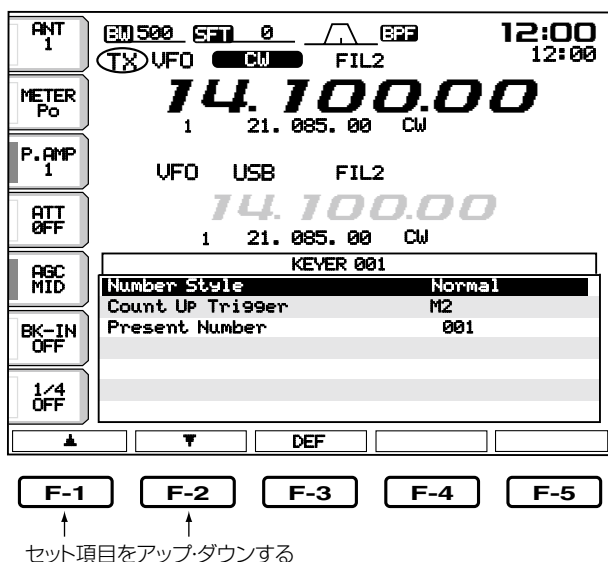 ANT
1
METER
Po
P.AMP
1
ATT
OFF
AGC
MID
BK-IN
OFF
1/4
OFF
BW 500 SFT 0 BPF 12:00
TX VFO CW FIL2 12:00
14.100.00
1 21.085.00 CW
VFO USB FIL2
14.100.00
1 21.085.00 CW
KEYER 001
Number Style Normal
Count Up Trigger M2
Present Number 001
▲ ▼ DEF
F-1 F-2 F-3 F-4 F-5
セット項目をアップ・ダウンする